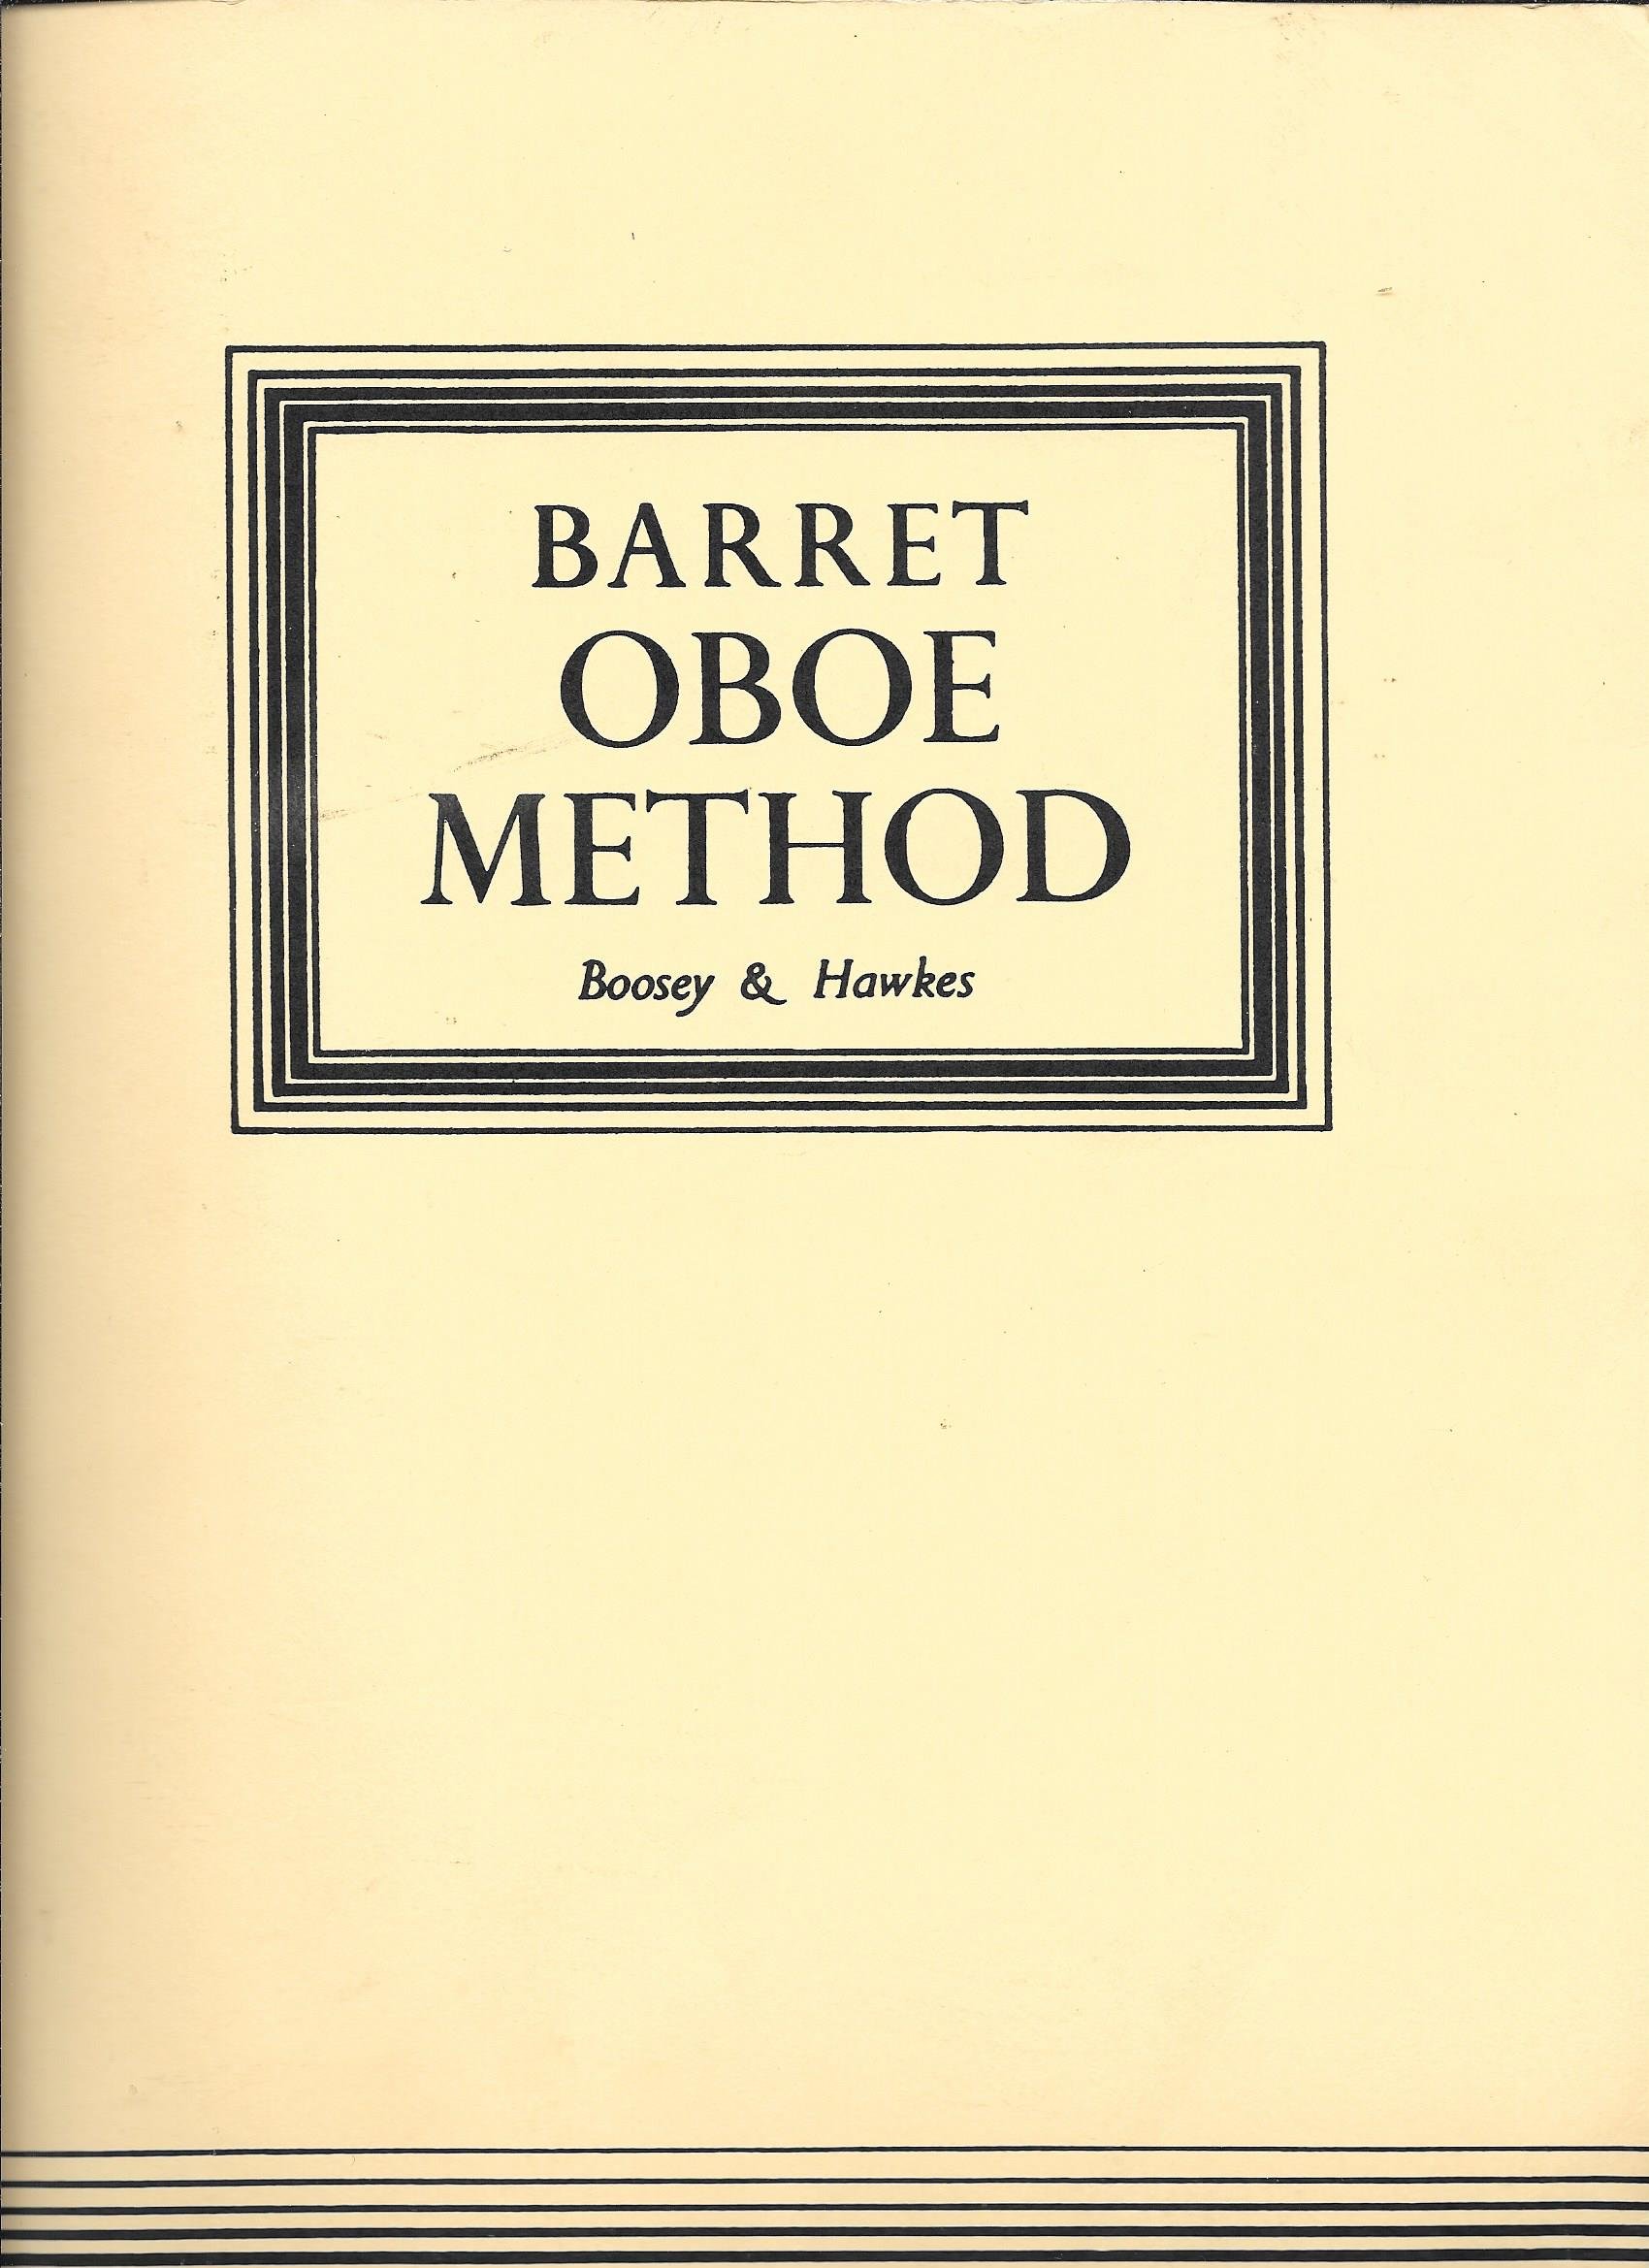 BARRET
OBOE
METHOD
Boosey & Hawkes